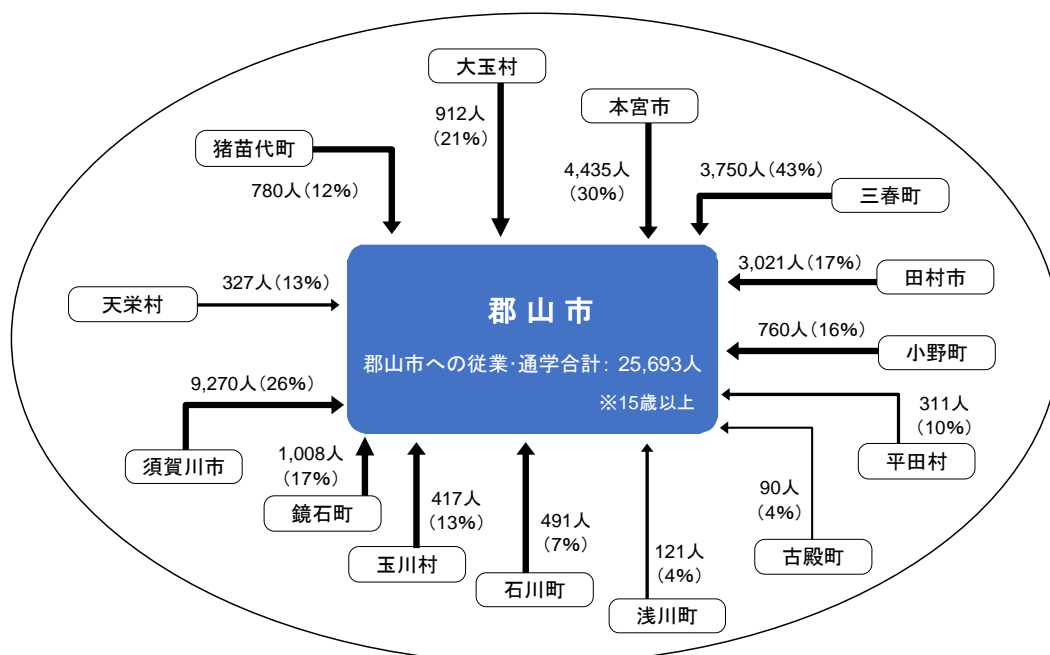 大玉村
912人
（21%）
本宮市
4,435人
（30%）
猪苗代町
780人（12%）
3,750人（43%）
三春町
327人（13%）
天栄村
3,021人（17%）
田村市
郡山市
郡山市への従業・通学合計：25,693人
※15歳以上
760人（16%）
小野町
9,270人（26%）
須賀川市
311人
（10%）
平田村
1,008人
（17%）
鏡石町
417人
（13%）
玉川村
491人
（7%）
石川町
121人
（4%）
浅川町
90人
（4%）
古殿町